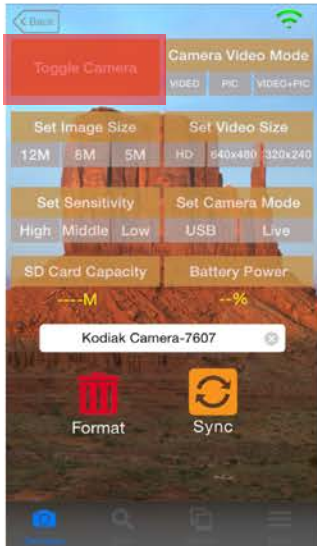 Back
Toggle Camera
Camera Video Mode
VIDEO PIC VIDEO+PIC
Set Image Size
Set Video Size
12M 8M 5M
HD 640x480 320x240
Set Sensitivity
Set Camera Mode
High Middle Low
USB Live
SD Card Capacity
Battery Power
----M
--%
Kodiak Camera-7607
Format
Sync